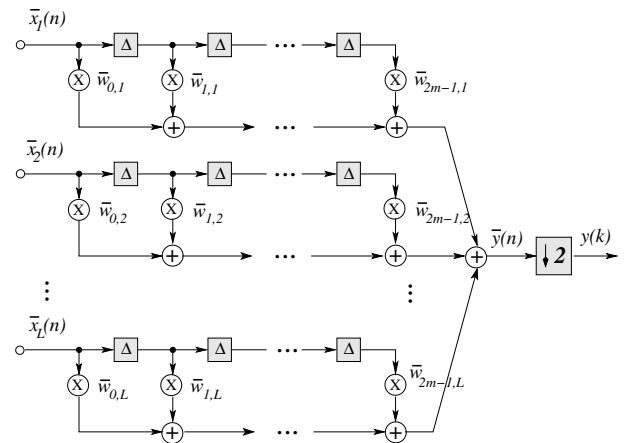 x̄₁(n)
Δ Δ ... Δ
X w̄₀,₁ X w̄₁,₁ X w̄₂ₘ₋₁,₁
+ ... +
x̄₂(n)
Δ Δ ... Δ
X w̄₀,₂ X w̄₁,₂ X w̄₂ₘ₋₁,₂
+ ... + + ȳ(n) ↓2 y(k)
⋮ ⋮
x̄_L(n)
Δ Δ ... Δ
X w̄_{0,L} X w̄_{1,L} X w̄_{2m-1,L}
+ ... +